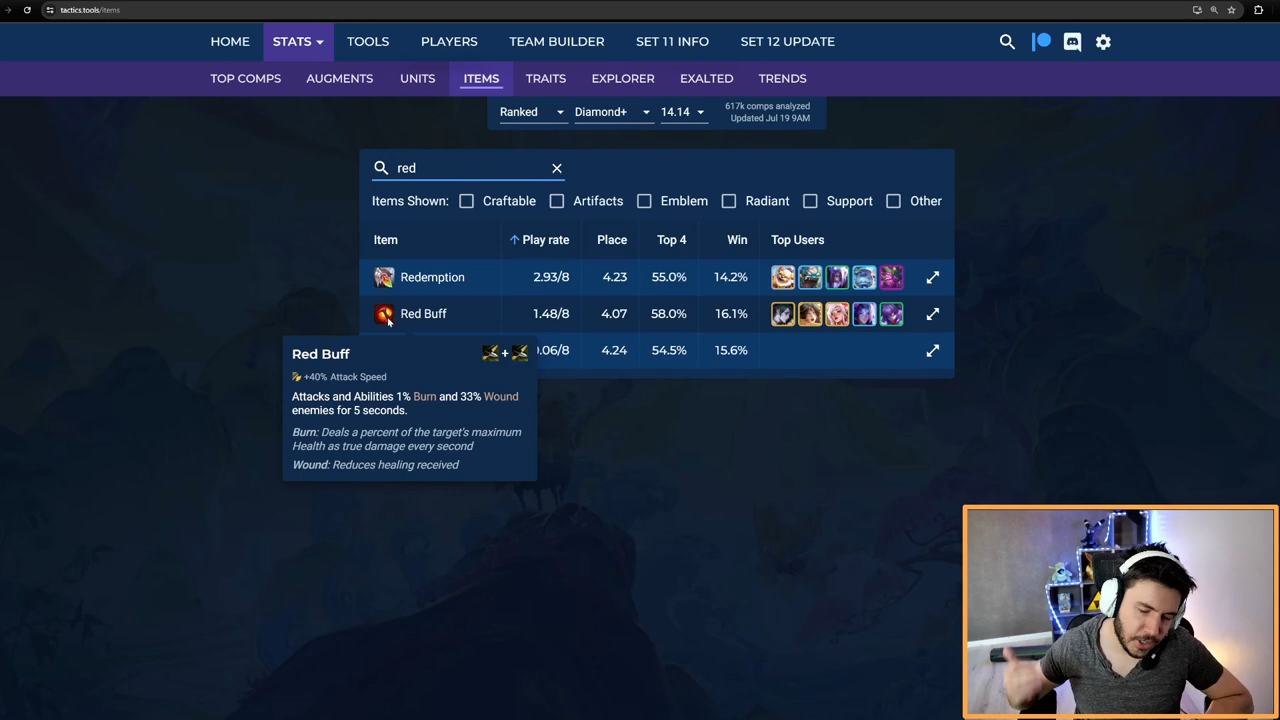 tactics.tools/items
HOME STATS TOOLS PLAYERS TEAM BUILDER SET 11 INFO SET 12 UPDATE
TOP COMPS AUGMENTS UNITS ITEMS TRAITS EXPLORER EXALTED TRENDS
Ranked Diamond+ 14.14 617k comps analyzed
Updated Jul 19 9AM
red
Items Shown: Craftable Artifacts Emblem Radiant Support Other
Item Play rate Place Top 4 Win Top Users
Redemption 2.93/8 4.23 55.0% 14.2%
Red Buff 1.48/8 4.07 58.0% 16.1%
.06/8 4.24 54.5% 15.6%
Red Buff +
+40% Attack Speed
Attacks and Abilities 1% Burn and 33% Wound
enemies for 5 seconds.
Burn: Deals a percent of the target's maximum
Health as true damage every second
Wound: Reduces healing received